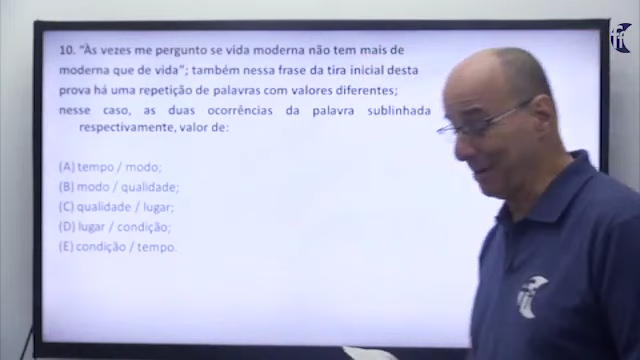 10. "Às vezes me pergunto se vida moderna não tem mais de
moderna que de vida"; também nessa frase da tira inicial desta
prova há uma repetição de palavras com valores diferentes;
nesse caso, as duas ocorrências da palavra sublinhada
respectivamente, valor de:
(A) tempo / modo;
(B) modo / qualidade;
(C) qualidade / lugar;
(D) lugar / condição;
(E) condição / tempo.